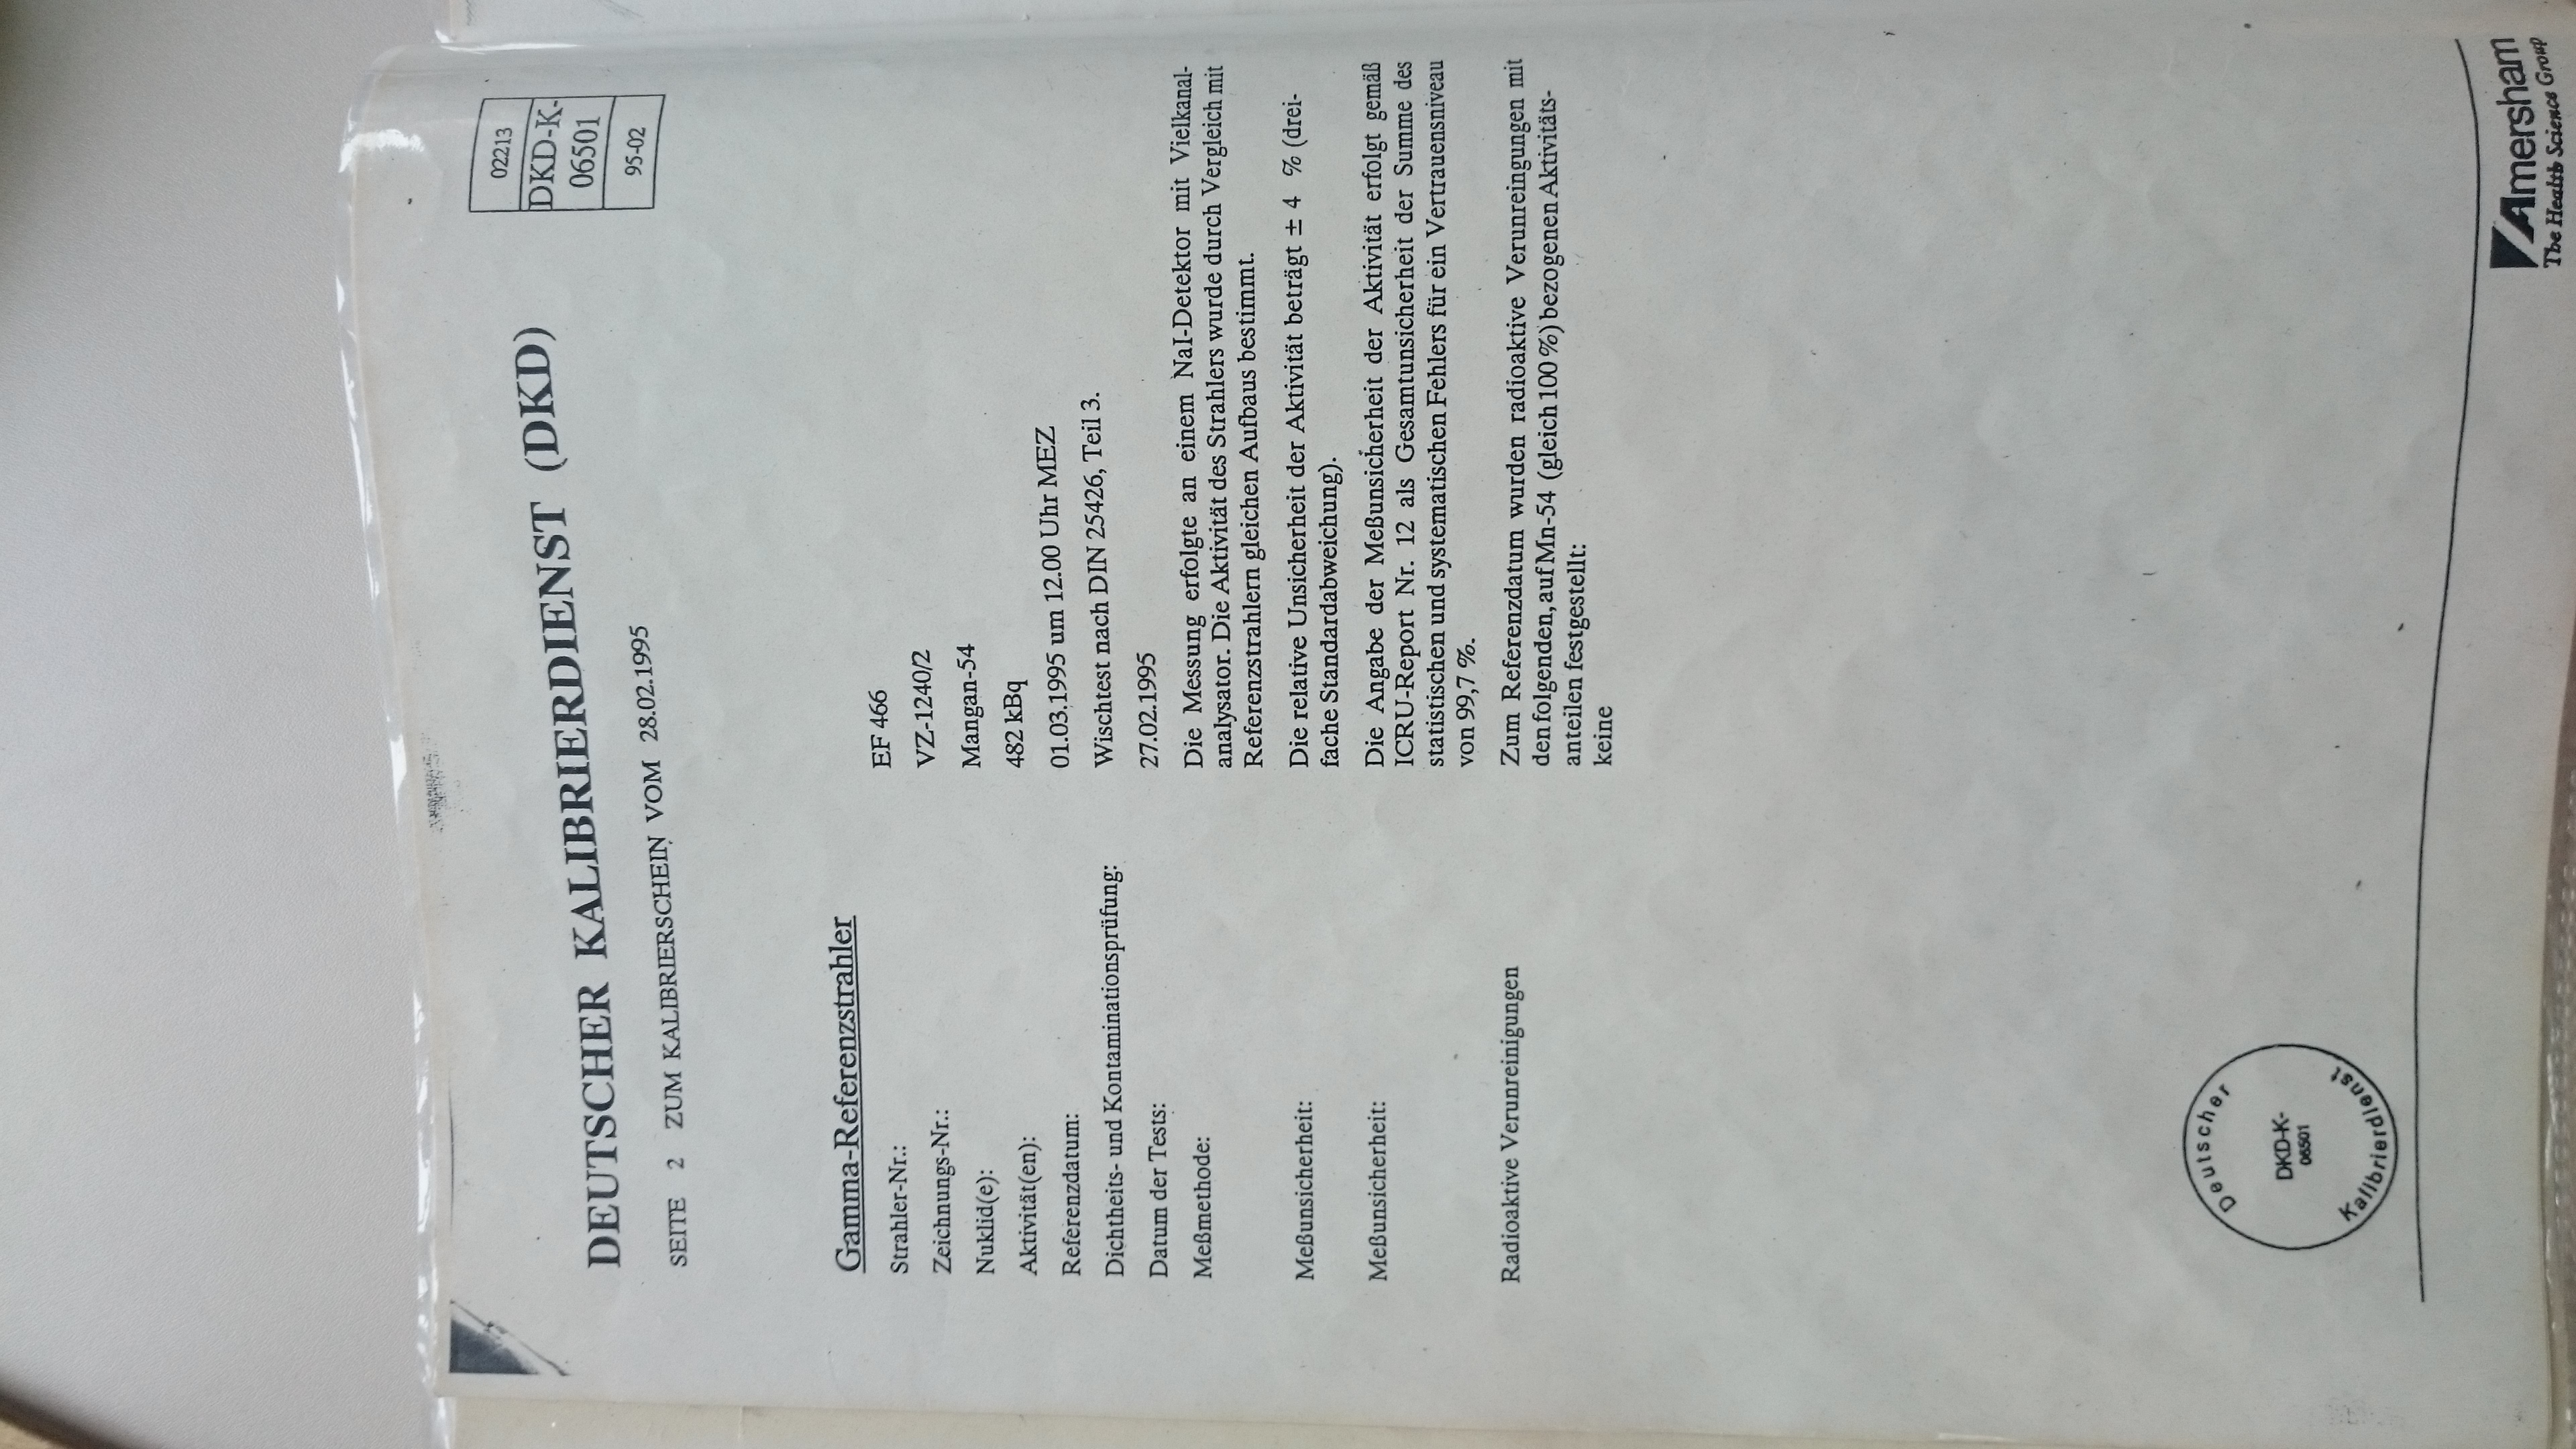 02213
DKD-K-
06501
95-02
DEUTSCHER KALIBRIERDIENST (DKD)
SEITE 2 ZUM KALIBRIERSCHEIN VOM 28.02.1995
Gamma-Referenzstrahler
Strahler-Nr.: EF 466
Zeichnungs-Nr.: VZ-1240/2
Nuklid(e): Mangan-54
Aktivität(en): 482 kBq
Referenzdatum: 01.03.1995 um 12.00 Uhr MEZ
Dichtheits- und Kontaminationsprüfung: Wischtest nach DIN 25426, Teil 3.
Datum der Tests: 27.02.1995
Meßmethode: Die Messung erfolgte an einem NaI-Detektor mit Vielkanal-
analysator. Die Aktivität des Strahlers wurde durch Vergleich mit
Referenzstrahlern gleichen Aufbaus bestimmt.
Meßunsicherheit: Die relative Unsicherheit der Aktivität beträgt ± 4 % (drei-
fache Standardabweichung).
Meßunsicherheit: Die Angabe der Meßunsicherheit der Aktivität erfolgt gemäß
ICRU-Report Nr. 12 als Gesamtunsicherheit der Summe des
statistischen und systematischen Fehlers für ein Vertrauensniveau
von 99,7 %.
Radioaktive Verunreinigungen Zum Referenzdatum wurden radioaktive Verunreingungen mit
den folgenden, auf Mn-54 (gleich 100 %) bezogenen Aktivitäts-
anteilen festgestellt:
keine
Deutscher
DKD-K-
06501
Kalibrierdienst
Amersham
The Health Science Group